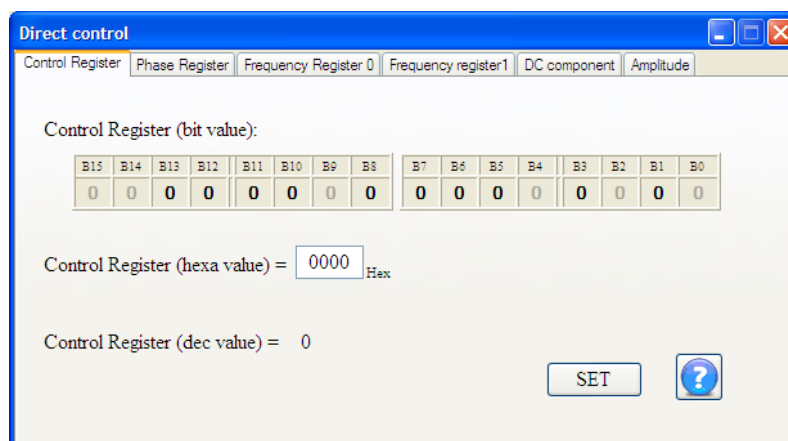 Direct control
Control Register Phase Register Frequency Register 0 Frequency register1 DC component Amplitude
Control Register (bit value):
B15 B14 B13 B12 B11 B10 B9 B8 B7 B6 B5 B4 B3 B2 B1 B0
0 0 0 0 0 0 0 0 0 0 0 0 0 0 0 0
Control Register (hexa value) = 0000 Hex
Control Register (dec value) = 0
SET ?